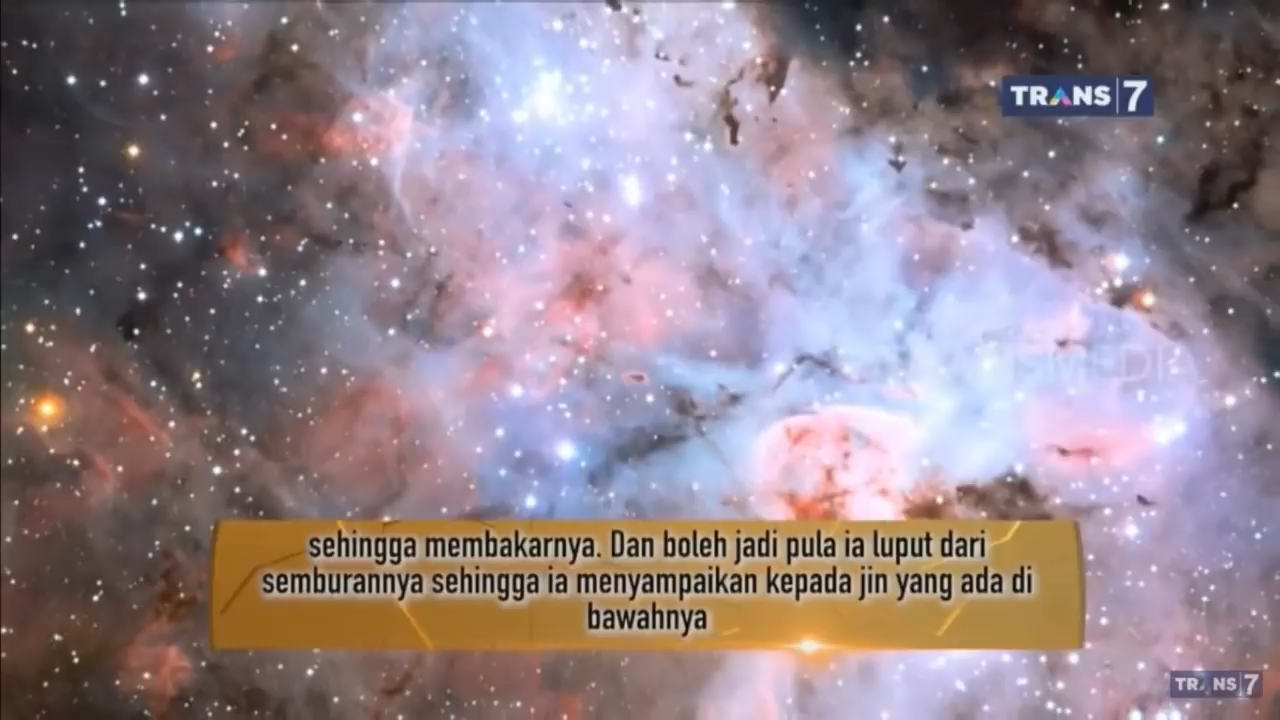 TRANS|7
sehingga membakarnya. Dan boleh jadi pula ia luput dari
semburannya sehingga ia menyampaikan kepada jin yang ada di
bawahnya
TRANS|7